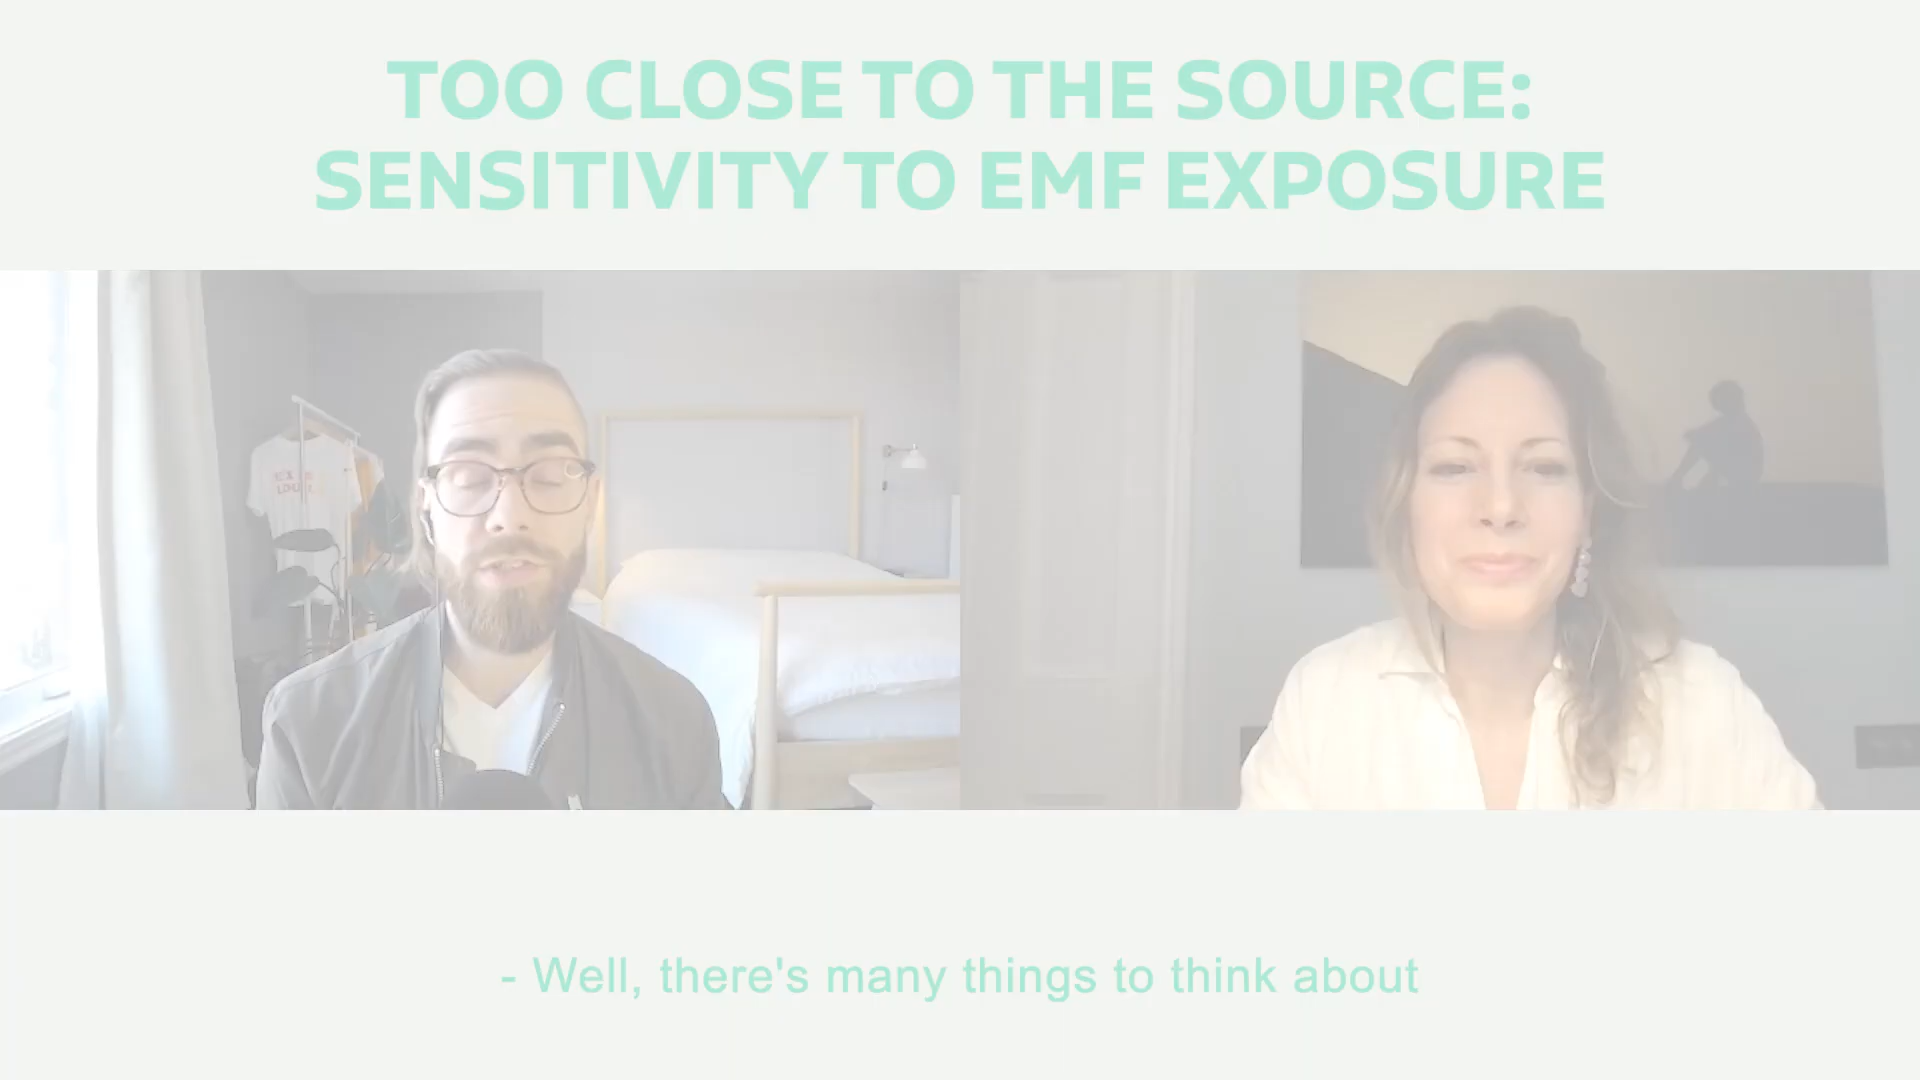 TOO CLOSE TO THE SOURCE:
SENSITIVITY TO EMF EXPOSURE
- Well, there's many things to think about